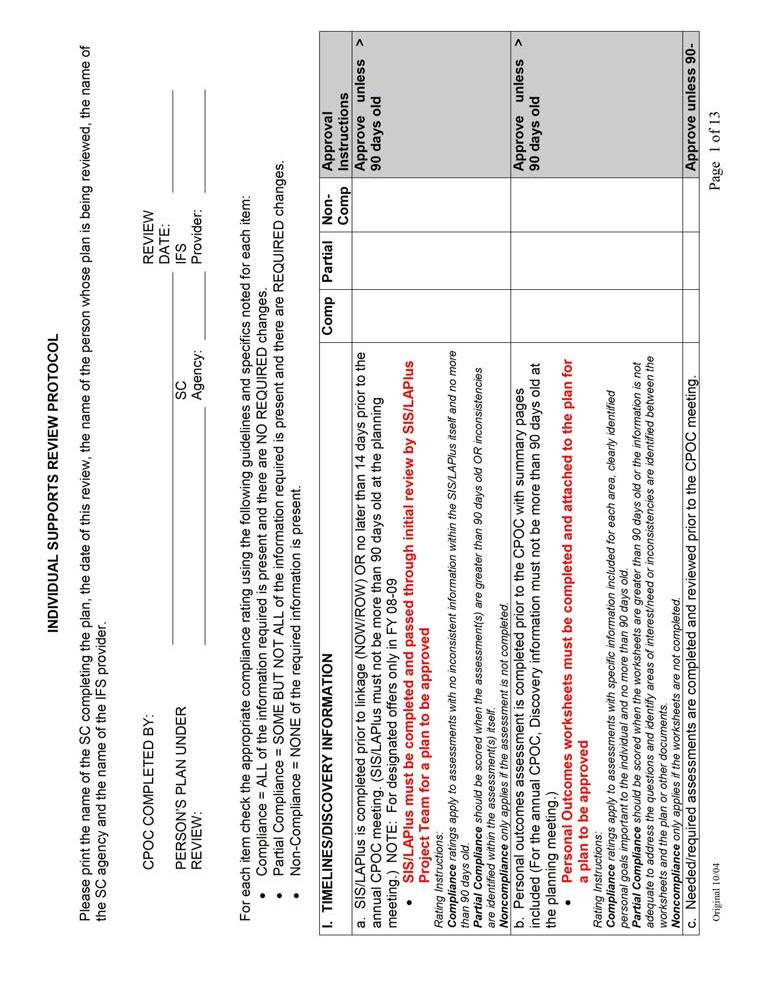 INDIVIDUAL SUPPORTS REVIEW PROTOCOL
Please print the name of the SC completing the plan, the date of this review, the name of the person whose plan is being reviewed, the name of
the SC agency and the name of the IFS provider.
CPOC COMPLETED BY: REVIEW
DATE:
PERSON'S PLAN UNDER SC IFS
REVIEW: Agency: Provider:
For each item check the appropriate compliance rating using the following guidelines and specifics noted for each item:
• Compliance = ALL of the information required is present and there are NO REQUIRED changes.
• Partial Compliance = SOME BUT NOT ALL of the information required is present and there are REQUIRED changes.
• Non-Compliance = NONE of the required information is present.
I. TIMELINES/DISCOVERY INFORMATION Comp Partial Non- Approval
Comp Instructions
a. SIS/LAPlus is completed prior to linkage (NOW/ROW) OR no later than 14 days prior to the Approve unless >
annual CPOC meeting. (SIS/LAPlus must not be more than 90 days old at the planning 90 days old
meeting.) NOTE: For designated offers only in FY 08-09
• SIS/LAPlus must be completed and passed through initial review by SIS/LAPlus
Project Team for a plan to be approved
Rating Instructions:
Compliance ratings apply to assessments with no inconsistent information within the SIS/LAPlus itself and no more
than 90 days old.
Partial Compliance should be scored when the assessment(s) are greater than 90 days old OR inconsistencies
are identified within the assessment(s) itself.
Noncompliance only applies if the assessment is not completed.
b. Personal outcomes assessment is completed prior to the CPOC with summary pages Approve unless >
included (For the annual CPOC, Discovery information must not be more than 90 days old at 90 days old
the planning meeting.)
• Personal Outcomes worksheets must be completed and attached to the plan for
a plan to be approved
Rating Instructions:
Compliance ratings apply to assessments with specific information included for each area, clearly identified
personal goals important to the individual and no more than 90 days old.
Partial Compliance should be scored when the worksheets are greater than 90 days old or the information is not
adequate to address the questions and identify areas of interest/need or inconsistencies are identified between the
worksheets and the plan or other documents.
Noncompliance only applies if the worksheets are not completed.
c. Needed/required assessments are completed and reviewed prior to the CPOC meeting. Approve unless 90-
Original 10/04
Page 1 of 13